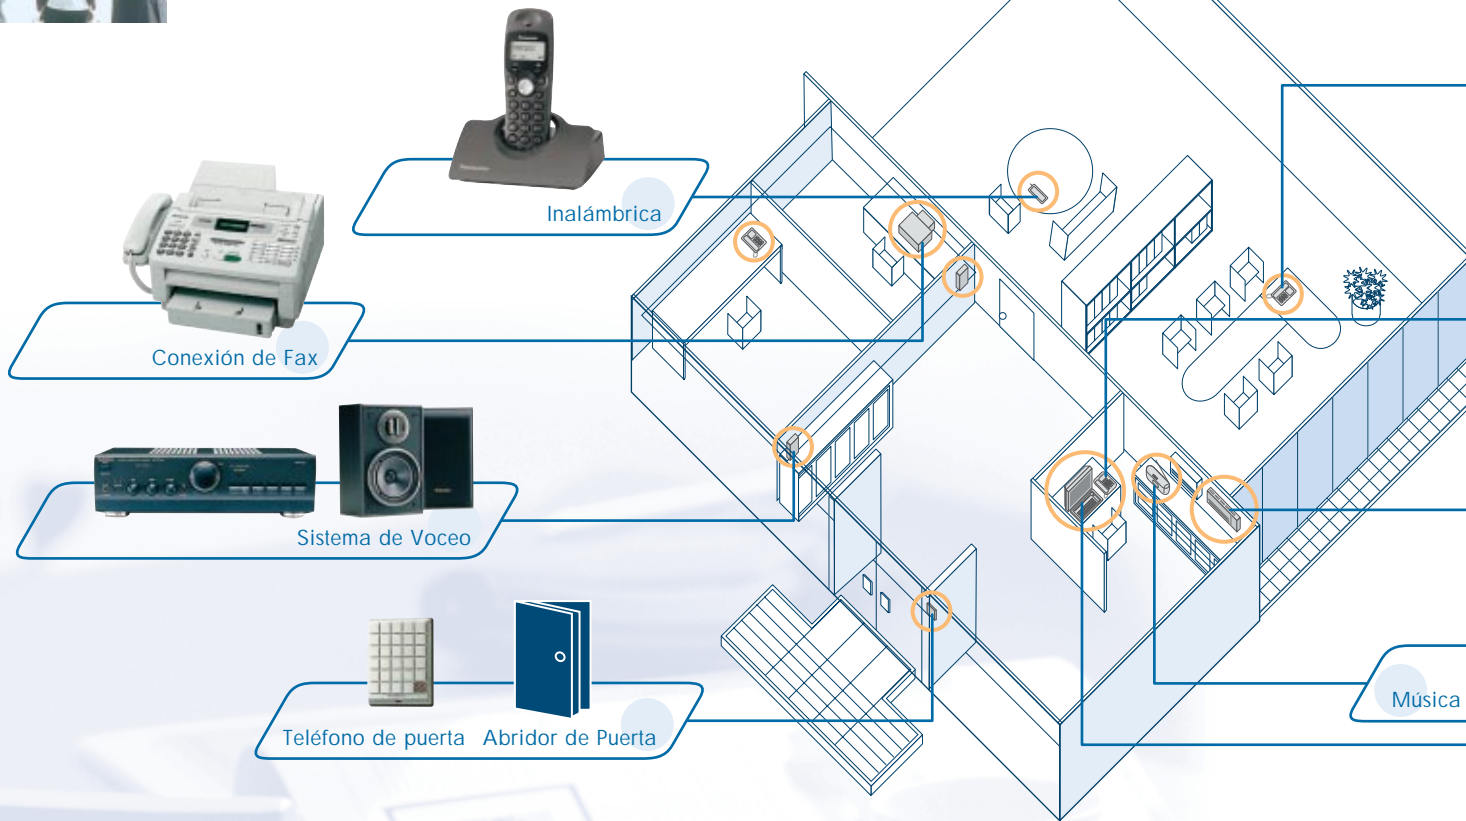 Inalámbrica
Conexión de Fax
Sistema de Voceo
Teléfono de puerta Abridor de Puerta
Música